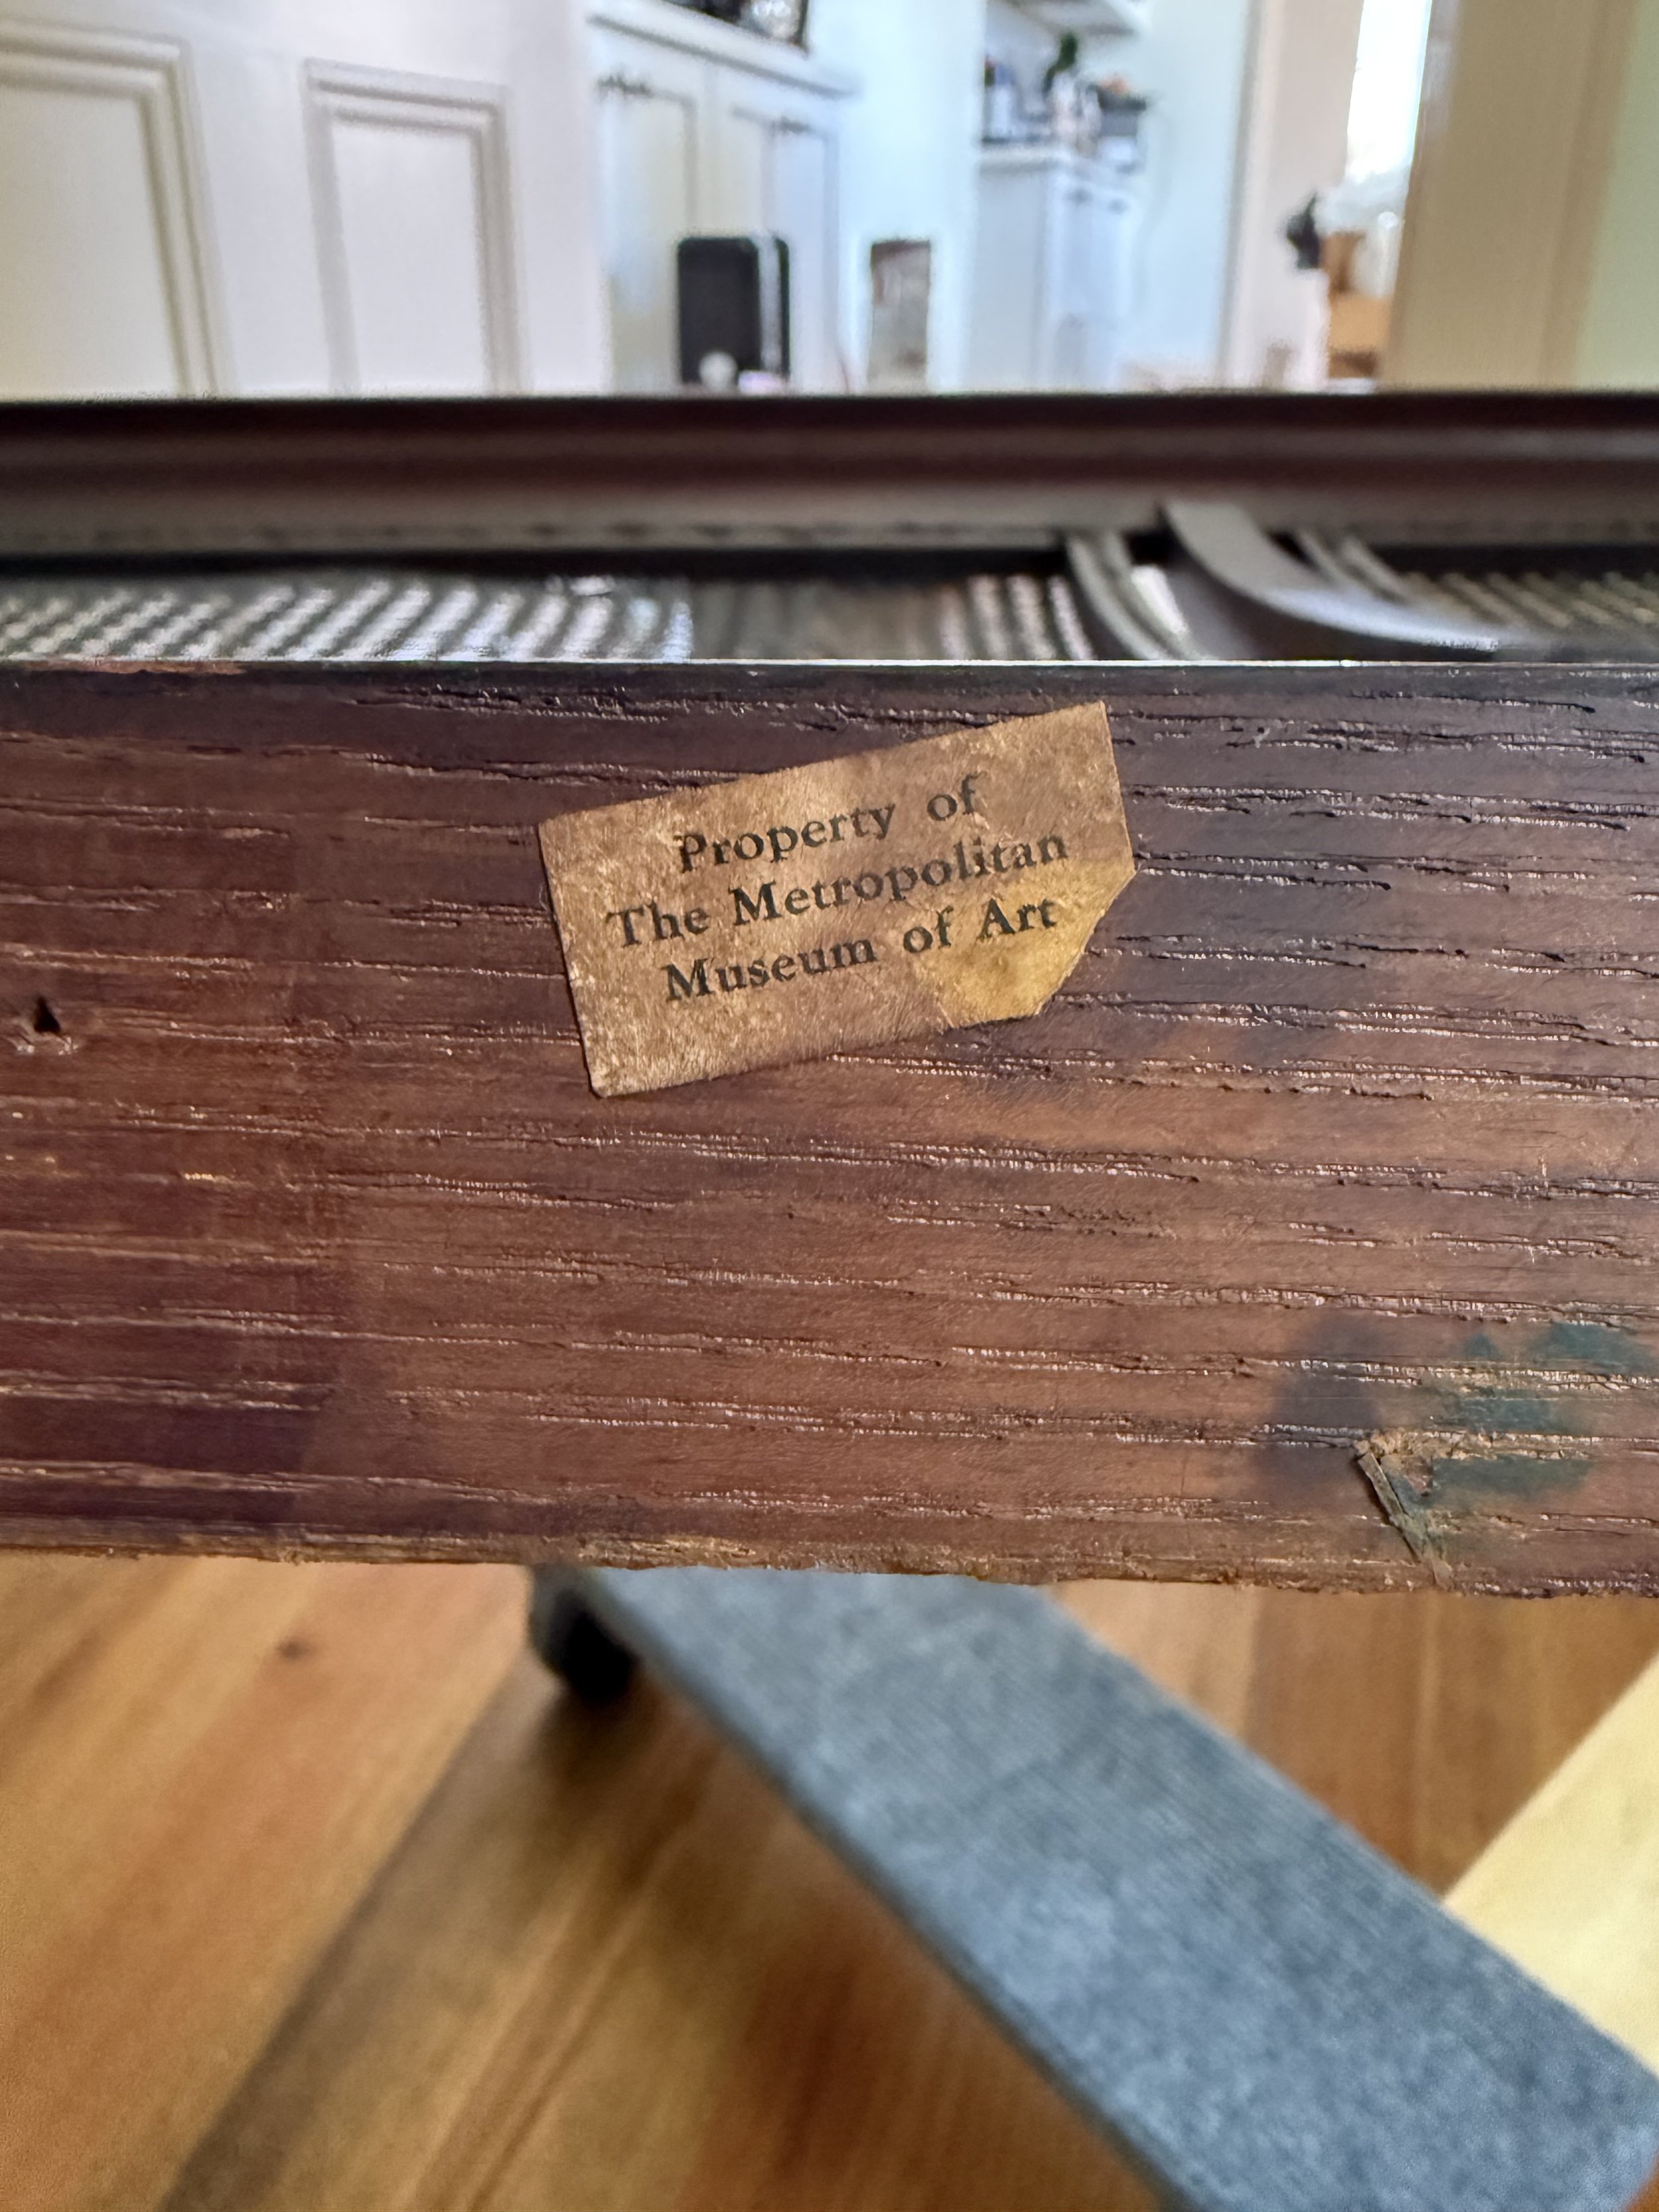 Property of
The Metropolitan
Museum of Art